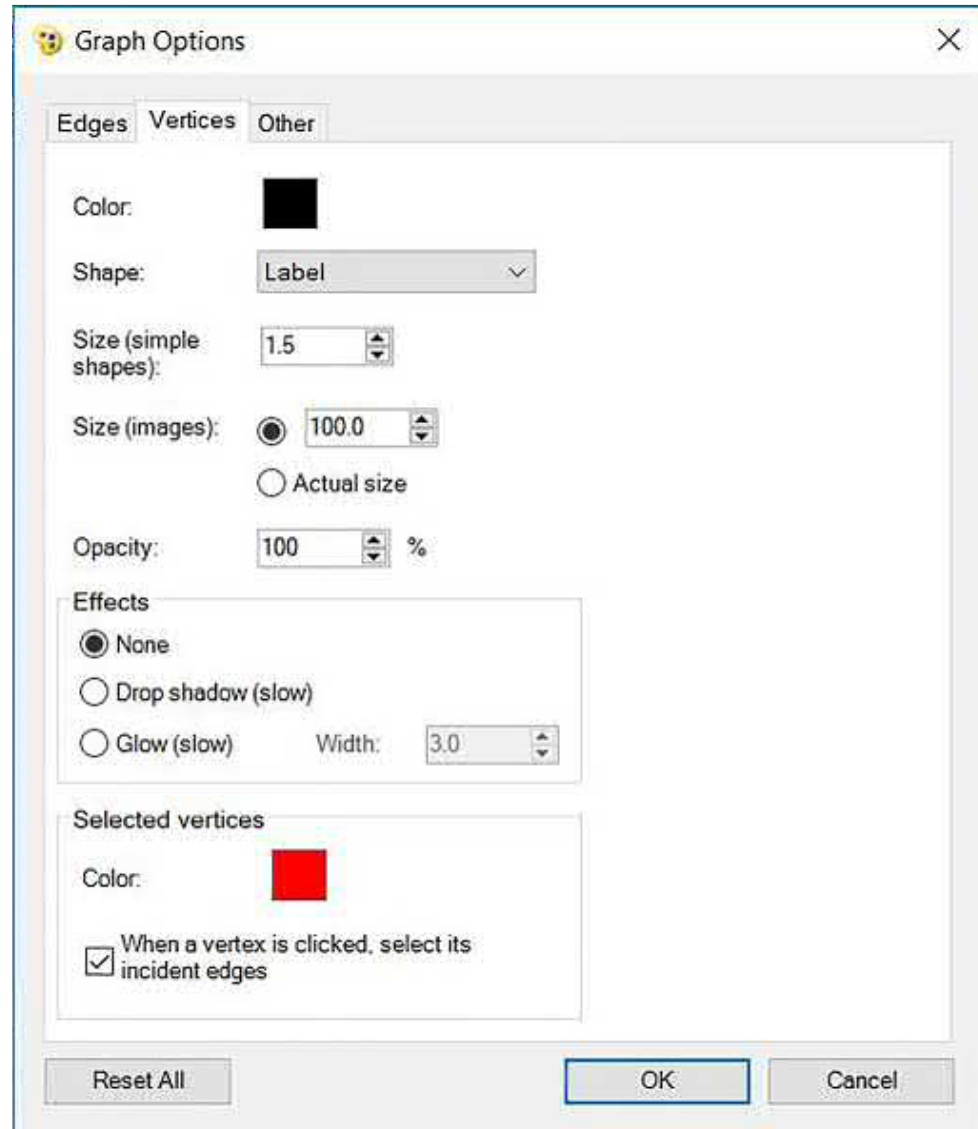 Graph Options
Edges Vertices Other
Color:
Shape: Label
Size (simple
shapes): 1.5
Size (images): 100.0
Actual size
Opacity: 100 %
Effects
None
Drop shadow (slow)
Glow (slow) Width: 3.0
Selected vertices
Color:
When a vertex is clicked, select its
incident edges
Reset All OK Cancel